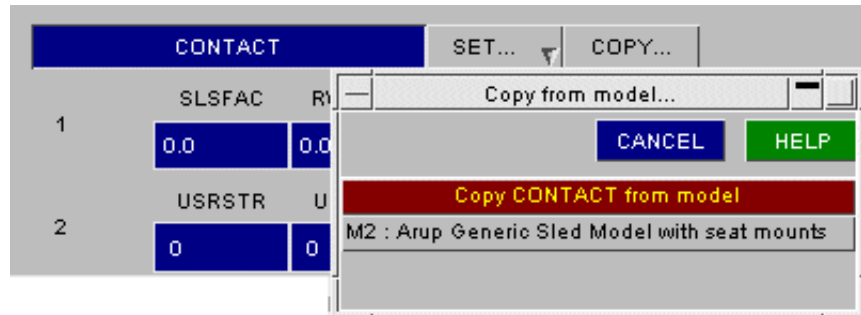 CONTACT SET... COPY...
SLSFAC
Copy from model...
1
0.0 0.0
CANCEL HELP
USRSTR U
Copy CONTACT from model
2
M2 : Arup Generic Sled Model with seat mounts
0 0